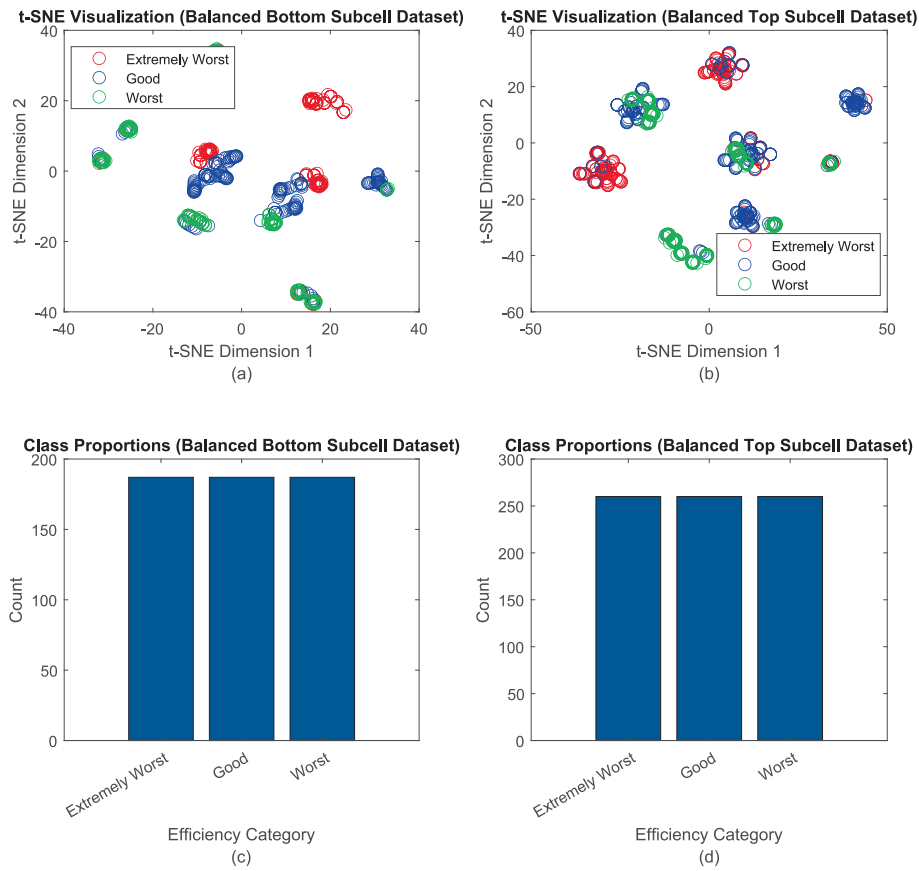 t-SNE Visualization (Balanced Bottom Subcell Dataset)
40
20
0
-20
-40
t-SNE Dimension 2
Extremely Worst
Good
Worst
-40
-20
0
20
40
t-SNE Dimension 1
(a)
t-SNE Visualization (Balanced Top Subcell Dataset)
40
20
0
-20
-40
-60
t-SNE Dimension 2
Extremely Worst
Good
Worst
-50
0
50
t-SNE Dimension 1
(b)
Class Proportions (Balanced Bottom Subcell Dataset)
200
150
100
50
0
Count
Extremely Worst
Good
Worst
Efficiency Category
(c)
Class Proportions (Balanced Top Subcell Dataset)
300
250
200
150
100
50
0
Count
Extremely Worst
Good
Worst
Efficiency Category
(d)